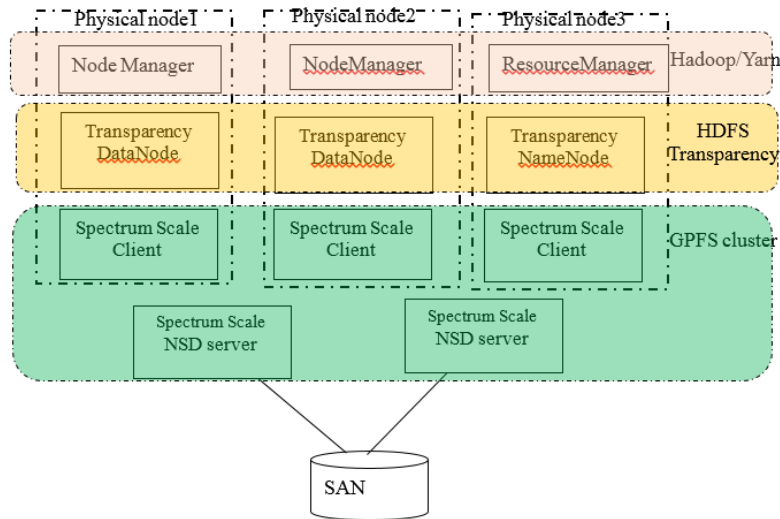 Physical node1
Physical node2
Physical node3
Node Manager
NodeManager
ResourceManager
Hadoop/Yarn
Transparency
DataNode
Transparency
DataNode
Transparency
NameNode
HDFS
Transparency
Spectrum Scale
Client
Spectrum Scale
Client
Spectrum Scale
Client
GPFS cluster
Spectrum Scale
NSD server
Spectrum Scale
NSD server
SAN